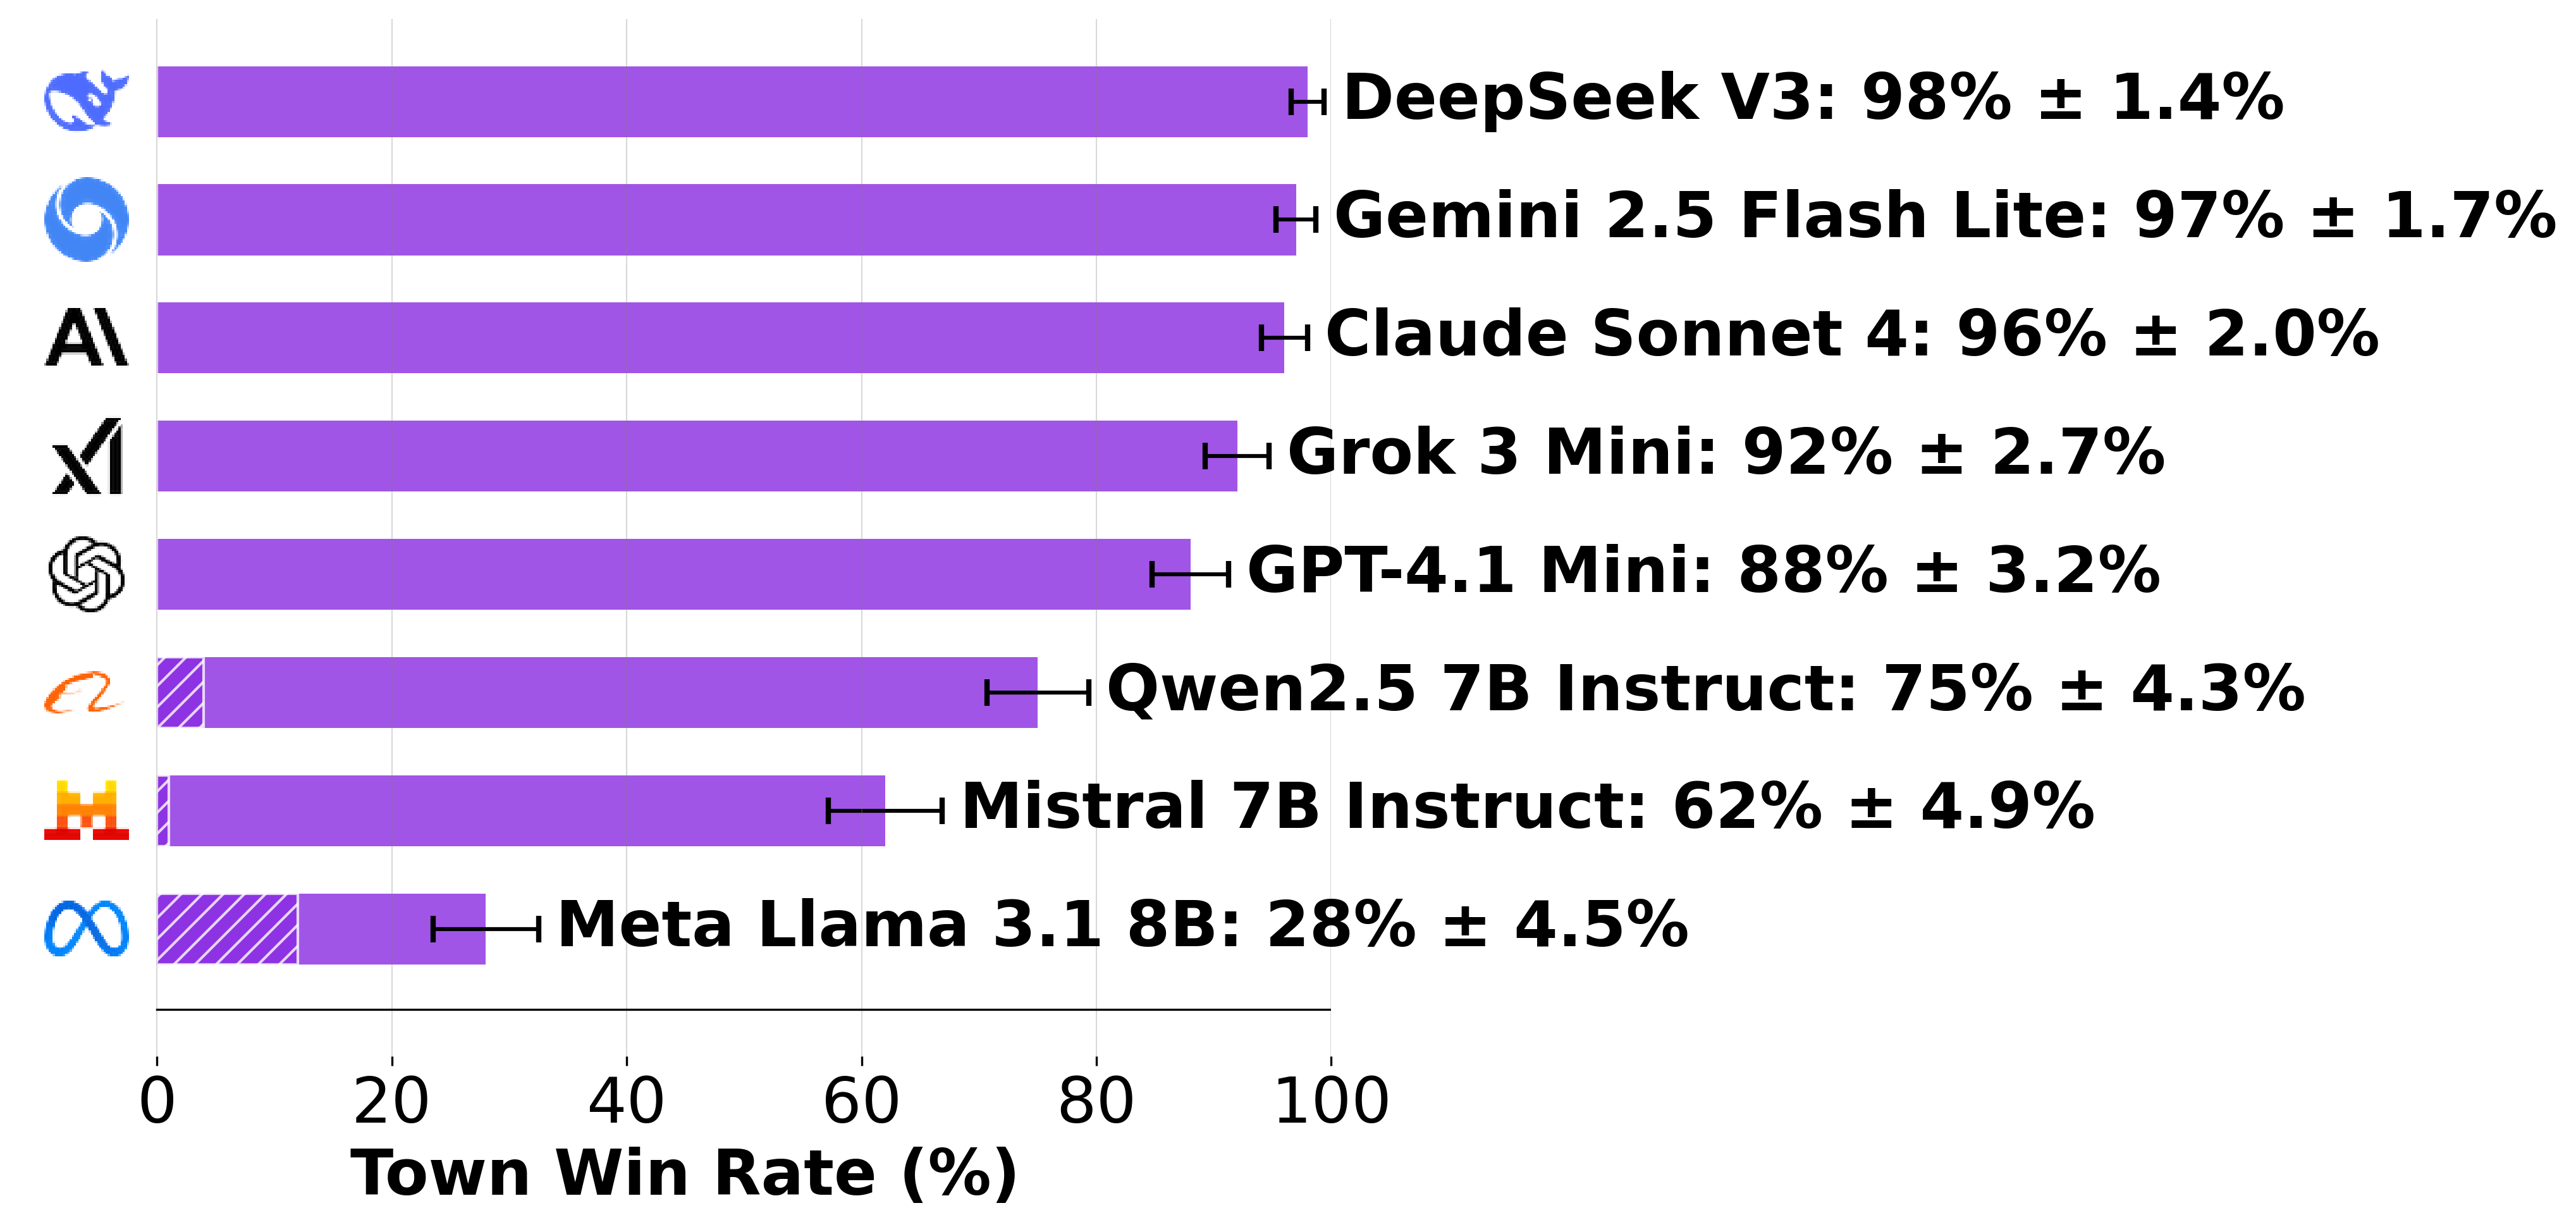 DeepSeek V3: 98% ± 1.4%
Gemini 2.5 Flash Lite: 97% ± 1.7%
Claude Sonnet 4: 96% ± 2.0%
Grok 3 Mini: 92% ± 2.7%
GPT-4.1 Mini: 88% ± 3.2%
Qwen2.5 7B Instruct: 75% ± 4.3%
Mistral 7B Instruct: 62% ± 4.9%
Meta Llama 3.1 8B: 28% ± 4.5%
0 20 40 60 80 100
Town Win Rate (%)